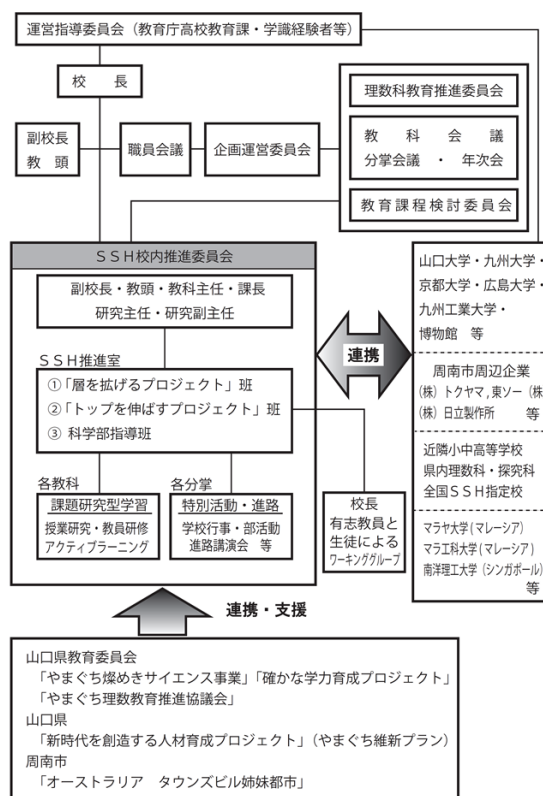 運営指導委員会（教育庁高校教育課・学識経験者等）
校　長
副校長
教　頭
職員会議
企画運営委員会
理数科教育推進委員会
教　科　会　議
分掌会議　・　年次会
教育課程検討委員会
ＳＳＨ校内推進委員会
副校長・教頭・教科主任・課長
研究主任・研究副主任
ＳＳＨ推進室
①「層を拡げるプロジェクト」班
②「トップを伸ばすプロジェクト」班
③ 科学部指導班
各教科
課題研究型学習
授業研究・教員研修
アクティブラーニング
各分掌
特別活動・進路
学校行事・部活動
進路講演会　等
連携
校長
有志教員と
生徒による
ワーキンググループ
山口大学・九州大学・
京都大学・広島大学・
九州工業大学・
博物館　等
周南市周辺企業
（株）トクヤマ，東ソー（株）
（株）日立製作所　　等
近隣小中高等学校
県内理数科・探究科
全国ＳＳＨ指定校
マラヤ大学（マレーシア）
マラ工科大学（マレーシア）
南洋理工大学（シンガポール）
等
連携・支援
山口県教育委員会
「やまぐち燦めきサイエンス事業」「確かな学力育成プロジェクト」
「やまぐち理数教育推進協議会」
山口県
「新時代を創造する人材育成プロジェクト」（やまぐち維新プラン）
周南市
「オーストラリア　タウンズビル姉妹都市」